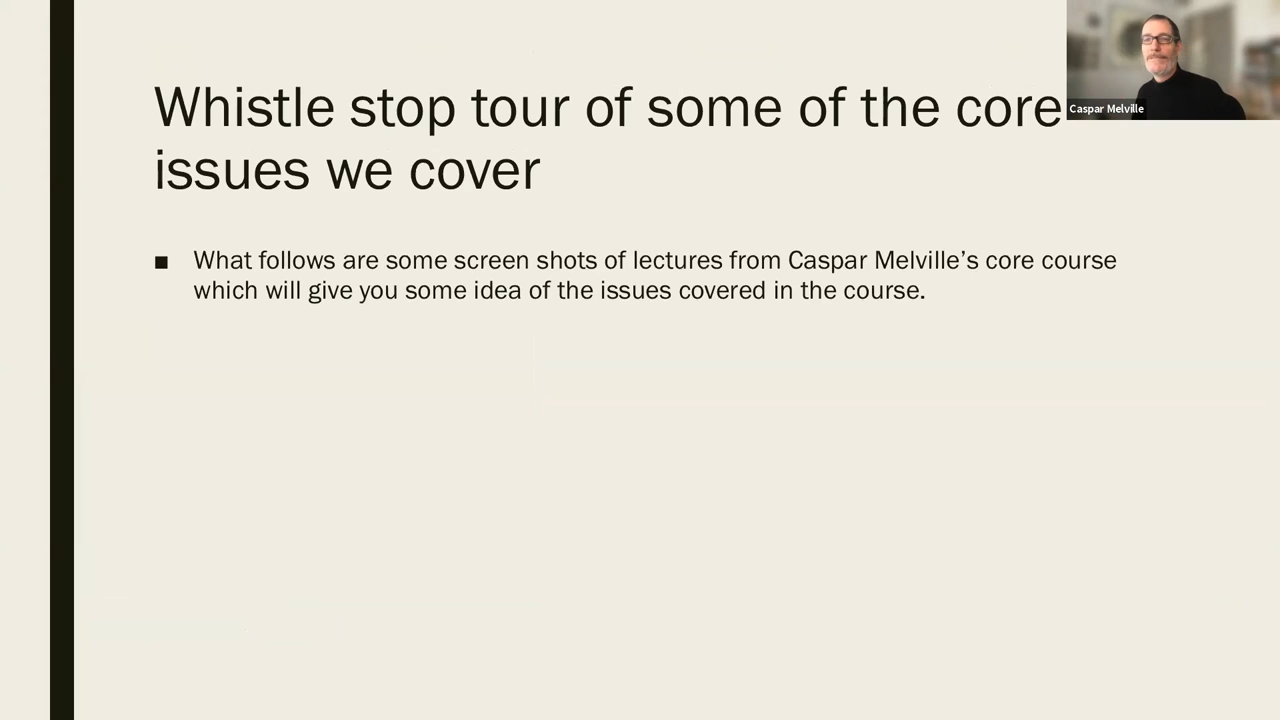 Whistle stop tour of some of the core
issues we cover
Caspar Melville
■ What follows are some screen shots of lectures from Caspar Melville’s core course
which will give you some idea of the issues covered in the course.